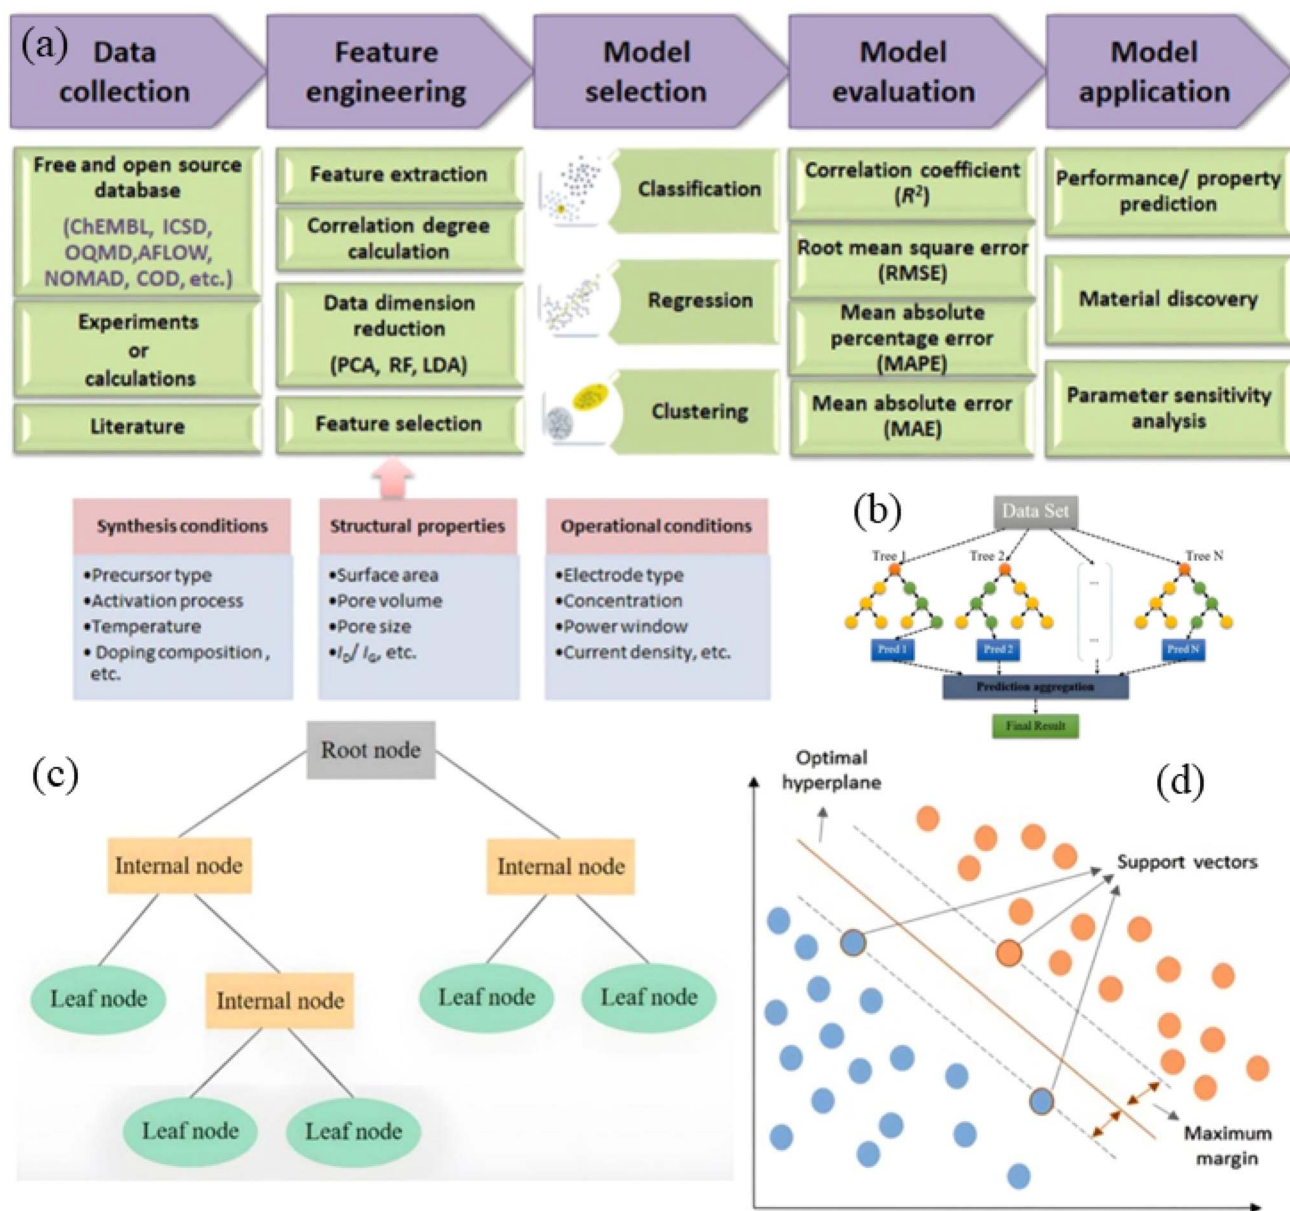 (a)
Data
collection
Feature
engineering
Model
selection
Model
evaluation
Model
application
Free and open source
database
(ChEMBL, ICSD,
OQMD,AFLOW,
NOMAD, COD, etc.)
Experiments
or
calculations
Literature
Feature extraction
Correlation degree
calculation
Data dimension
reduction
(PCA, RF, LDA)
Feature selection
Classification
Regression
Clustering
Correlation coefficient
(R²)
Root mean square error
(RMSE)
Mean absolute
percentage error
(MAPE)
Mean absolute error
(MAE)
Performance/ property
prediction
Material discovery
Parameter sensitivity
analysis
Synthesis conditions
•Precursor type
•Activation process
•Temperature
• Doping composition ,
etc.
Structural properties
•Surface area
•Pore volume
•Pore size
•I_D/ I_G, etc.
Operational conditions
•Electrode type
•Concentration
•Power window
•Current density, etc.
(b)
Data Set
Tree 1
Tree 2
Tree N
...
...
Pred 1
Pred 2
Pred N
Prediction aggregation
Final Result
(c)
Root node
Internal node
Internal node
Leaf node
Internal node
Leaf node
Leaf node
Leaf node
Leaf node
(d)
Optimal
hyperplane
Support vectors
Maximum
margin